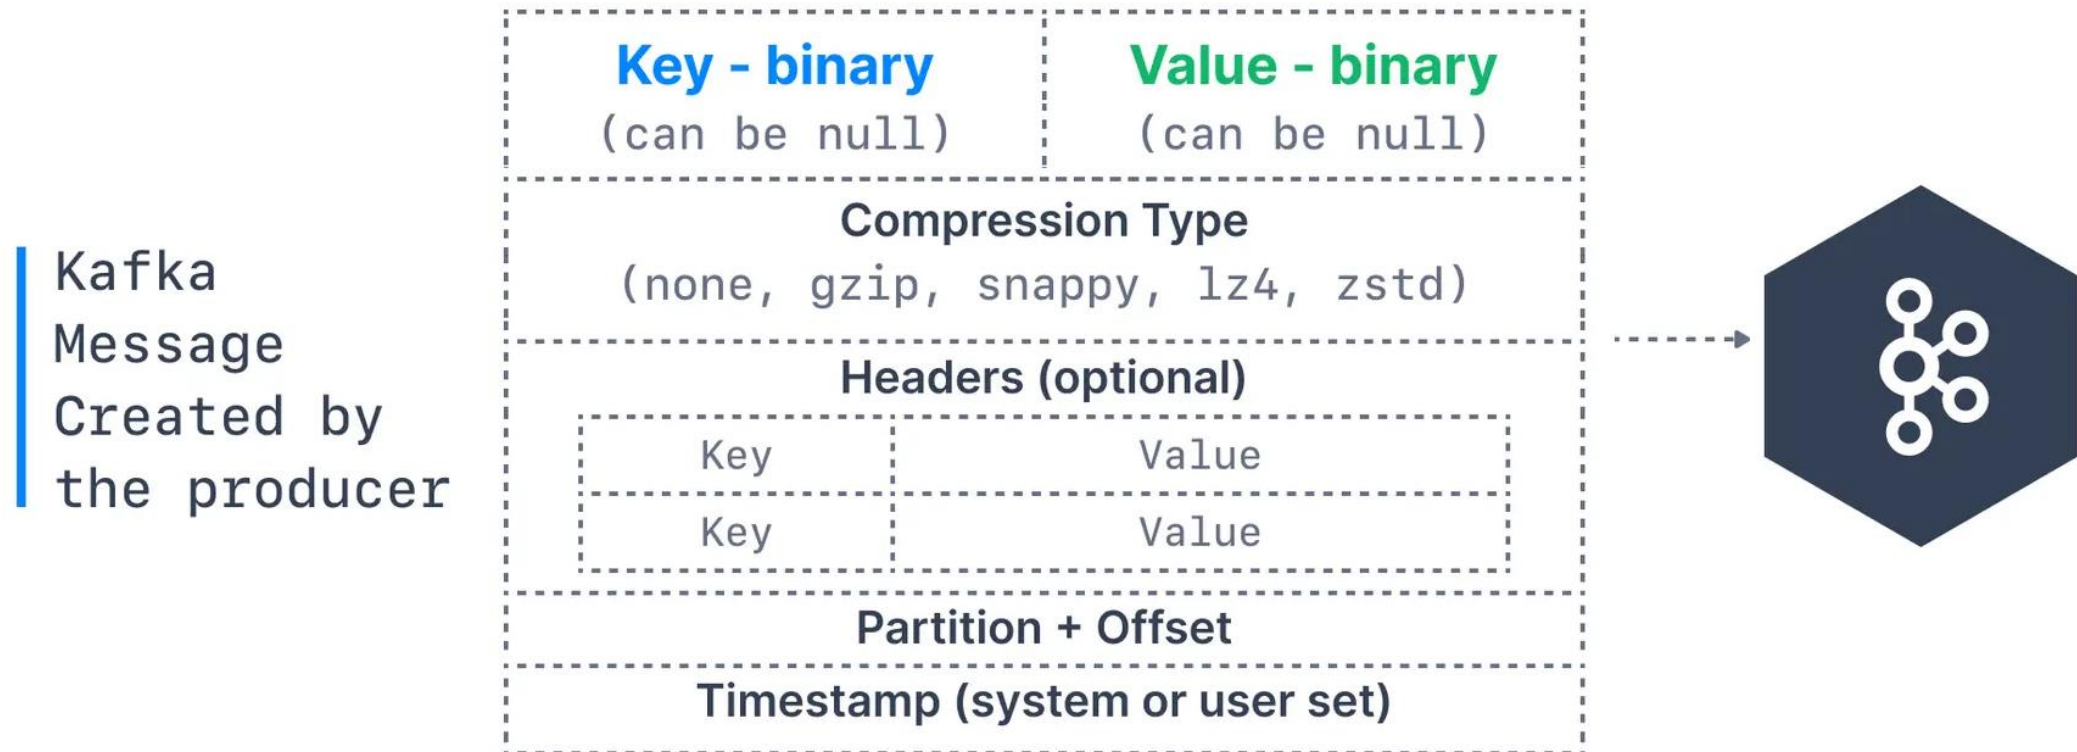 Key - binary
Value - binary
(can be null)
(can be null)
Compression Type
(none, gzip, snappy, lz4, zstd)
Kafka
Message
Created by
the producer
Headers (optional)
Key
Value
Key
Value
Partition + Offset
Timestamp (system or user set)